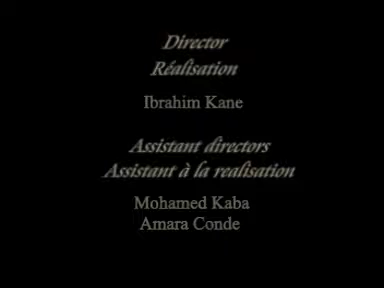 Director
Réalisation
Ibrahim Kane
Assistant directors
Assistant à la realisation
Mohamed Kaba
Amara Conde